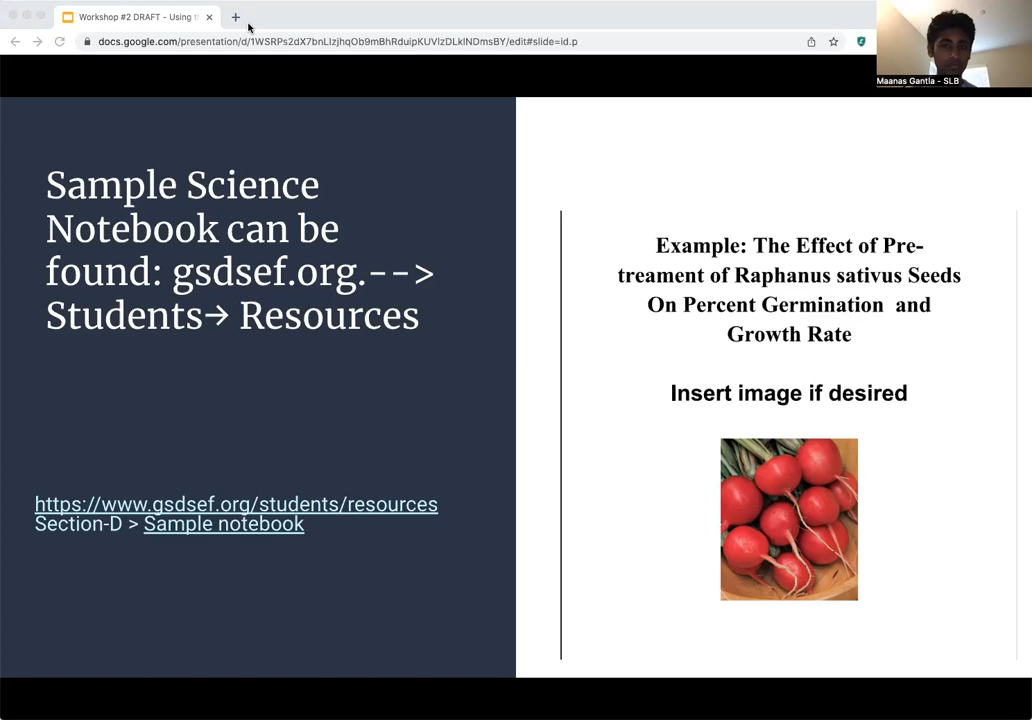 Workshop #2 DRAFT - Using t
docs.google.com/presentation/d/1WSRPs2dX7bnLIzjhqOb9mBhRduipKUVIzDLkINDmsBY/edit#slide=id.p
Maanas Gantla - SLB
Sample Science
Notebook can be
found: gsdsef.org.-->
Students→ Resources
https://www.gsdsef.org/students/resources
Section-D > Sample notebook
Example: The Effect of Pre-
treament of Raphanus sativus Seeds
On Percent Germination and
Growth Rate
Insert image if desired